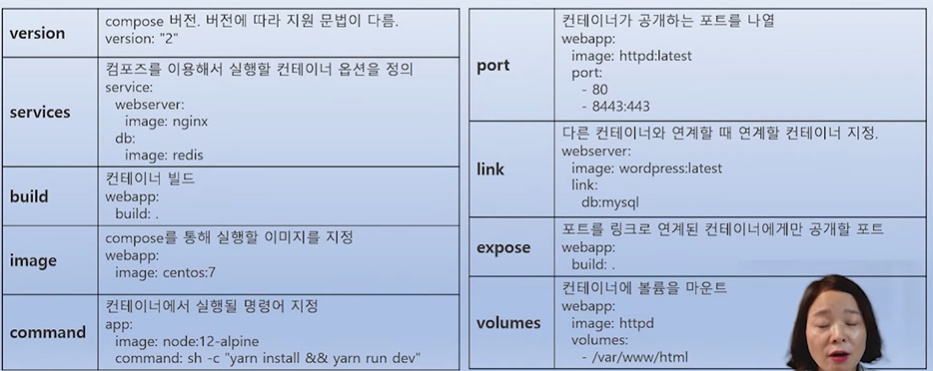 version
compose 버전. 버전에 따라 지원 문법이 다름.
version: "2"
services
컴포즈를 이용해서 실행할 컨테이너 옵션을 정의
service:
webserver:
image: nginx
db:
image: redis
build
컨테이너 빌드
webapp:
build: .
image
compose를 통해 실행할 이미지를 지정
webapp:
image: centos:7
command
컨테이너에서 실행될 명령어 지정
app:
image: node:12-alpine
command: sh -c "yarn install && yarn run dev"
port
컨테이너가 공개하는 포트를 나열
webapp:
image: httpd:latest
port:
- 80
- 8443:443
link
다른 컨테이너와 연계할 때 연계할 컨테이너 지정.
webserver:
image: wordpress:latest
link:
db:mysql
expose
포트를 링크로 연계된 컨테이너에게만 공개할 포트
webapp:
build: .
volumes
컨테이너에 볼륨을 마운트
webapp:
image: httpd
volumes:
- /var/www/html